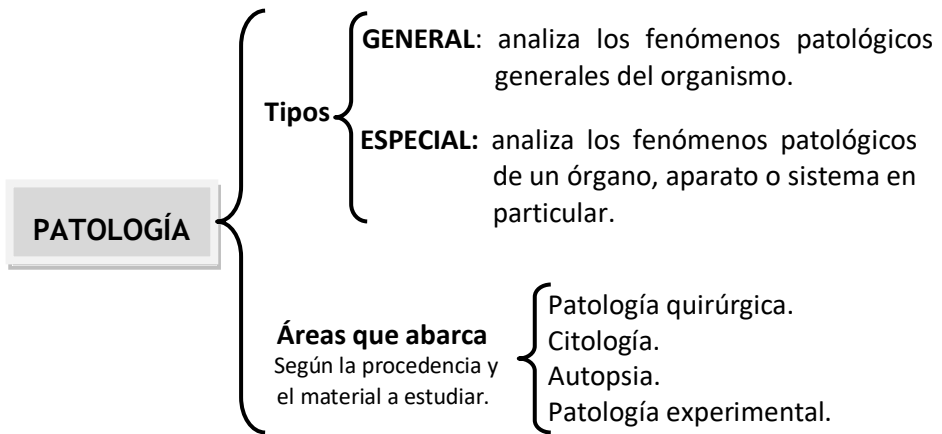 PATOLOGÍA
Tipos
GENERAL: analiza los fenómenos patológicos
generales del organismo.
ESPECIAL: analiza los fenómenos patológicos
de un órgano, aparato o sistema en
particular.
Áreas que abarca
Según la procedencia y
el material a estudiar.
Patología quirúrgica.
Citología.
Autopsia.
Patología experimental.